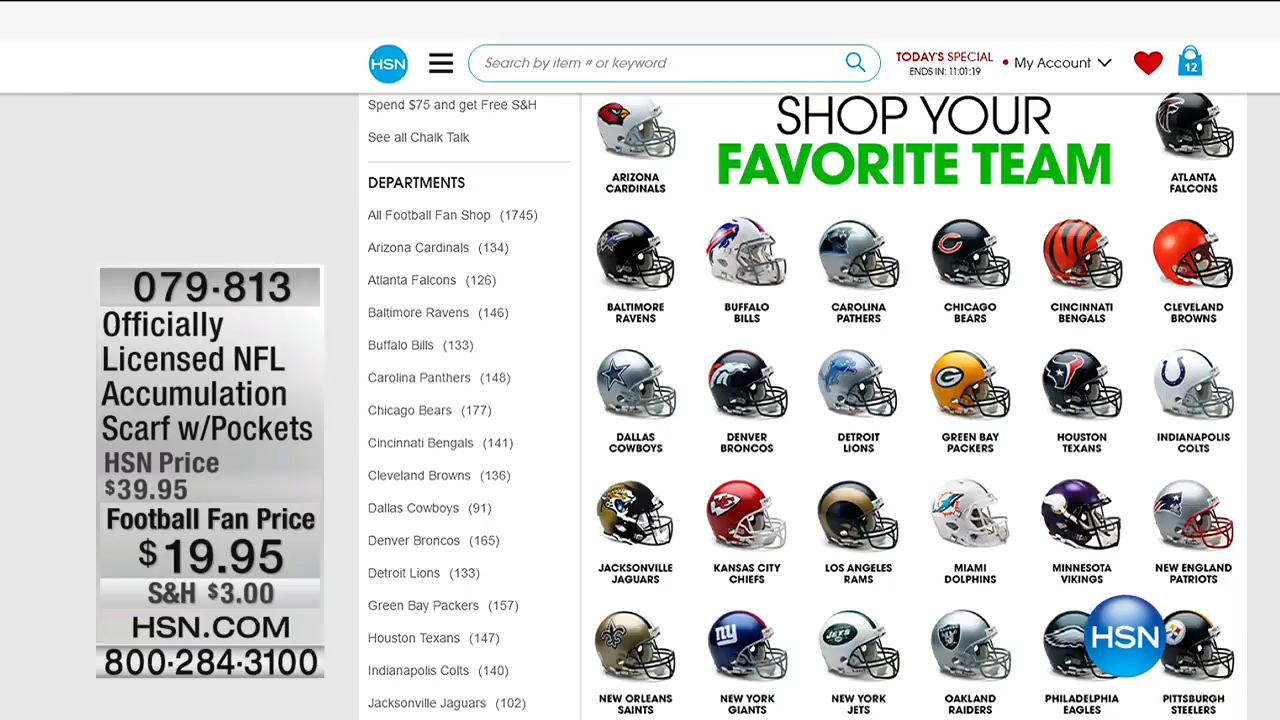 HSN
Search by item # or keyword
TODAY'S SPECIAL
ENDS IN: 11:01:19
My Account
12
Spend $75 and get Free S&H
See all Chalk Talk
DEPARTMENTS
All Football Fan Shop (1745)
Arizona Cardinals (134)
Atlanta Falcons (126)
Baltimore Ravens (146)
Buffalo Bills (133)
Carolina Panthers (148)
Chicago Bears (177)
Cincinnati Bengals (141)
Cleveland Browns (136)
Dallas Cowboys (91)
Denver Broncos (165)
Detroit Lions (133)
Green Bay Packers (157)
Houston Texans (147)
Indianapolis Colts (140)
Jacksonville Jaguars (102)
SHOP YOUR
FAVORITE TEAM
ARIZONA
CARDINALS
ATLANTA
FALCONS
BALTIMORE
RAVENS
BUFFALO
BILLS
CAROLINA
PATHERS
CHICAGO
BEARS
CINCINNATI
BENGALS
CLEVELAND
BROWNS
DALLAS
COWBOYS
DENVER
BRONCOS
DETROIT
LIONS
G
GREEN BAY
PACKERS
HOUSTON
TEXANS
INDIANAPOLIS
COLTS
JACKSONVILLE
JAGUARS
KANSAS CITY
CHIEFS
LOS ANGELES
RAMS
MIAMI
DOLPHINS
MINNESOTA
VIKINGS
NEW ENGLAND
PATRIOTS
NEW ORLEANS
SAINTS
ny
NEW YORK
GIANTS
JETS
NEW YORK
JETS
OAKLAND
RAIDERS
PHILADELPHIA
EAGLES
PITTSBURGH
STEELERS
HSN
079·813
Officially
Licensed NFL
Accumulation
Scarf w/Pockets
HSN Price
$39.95
Football Fan Price
$19.95
S&H $3.00
HSN.COM
800·284·3100